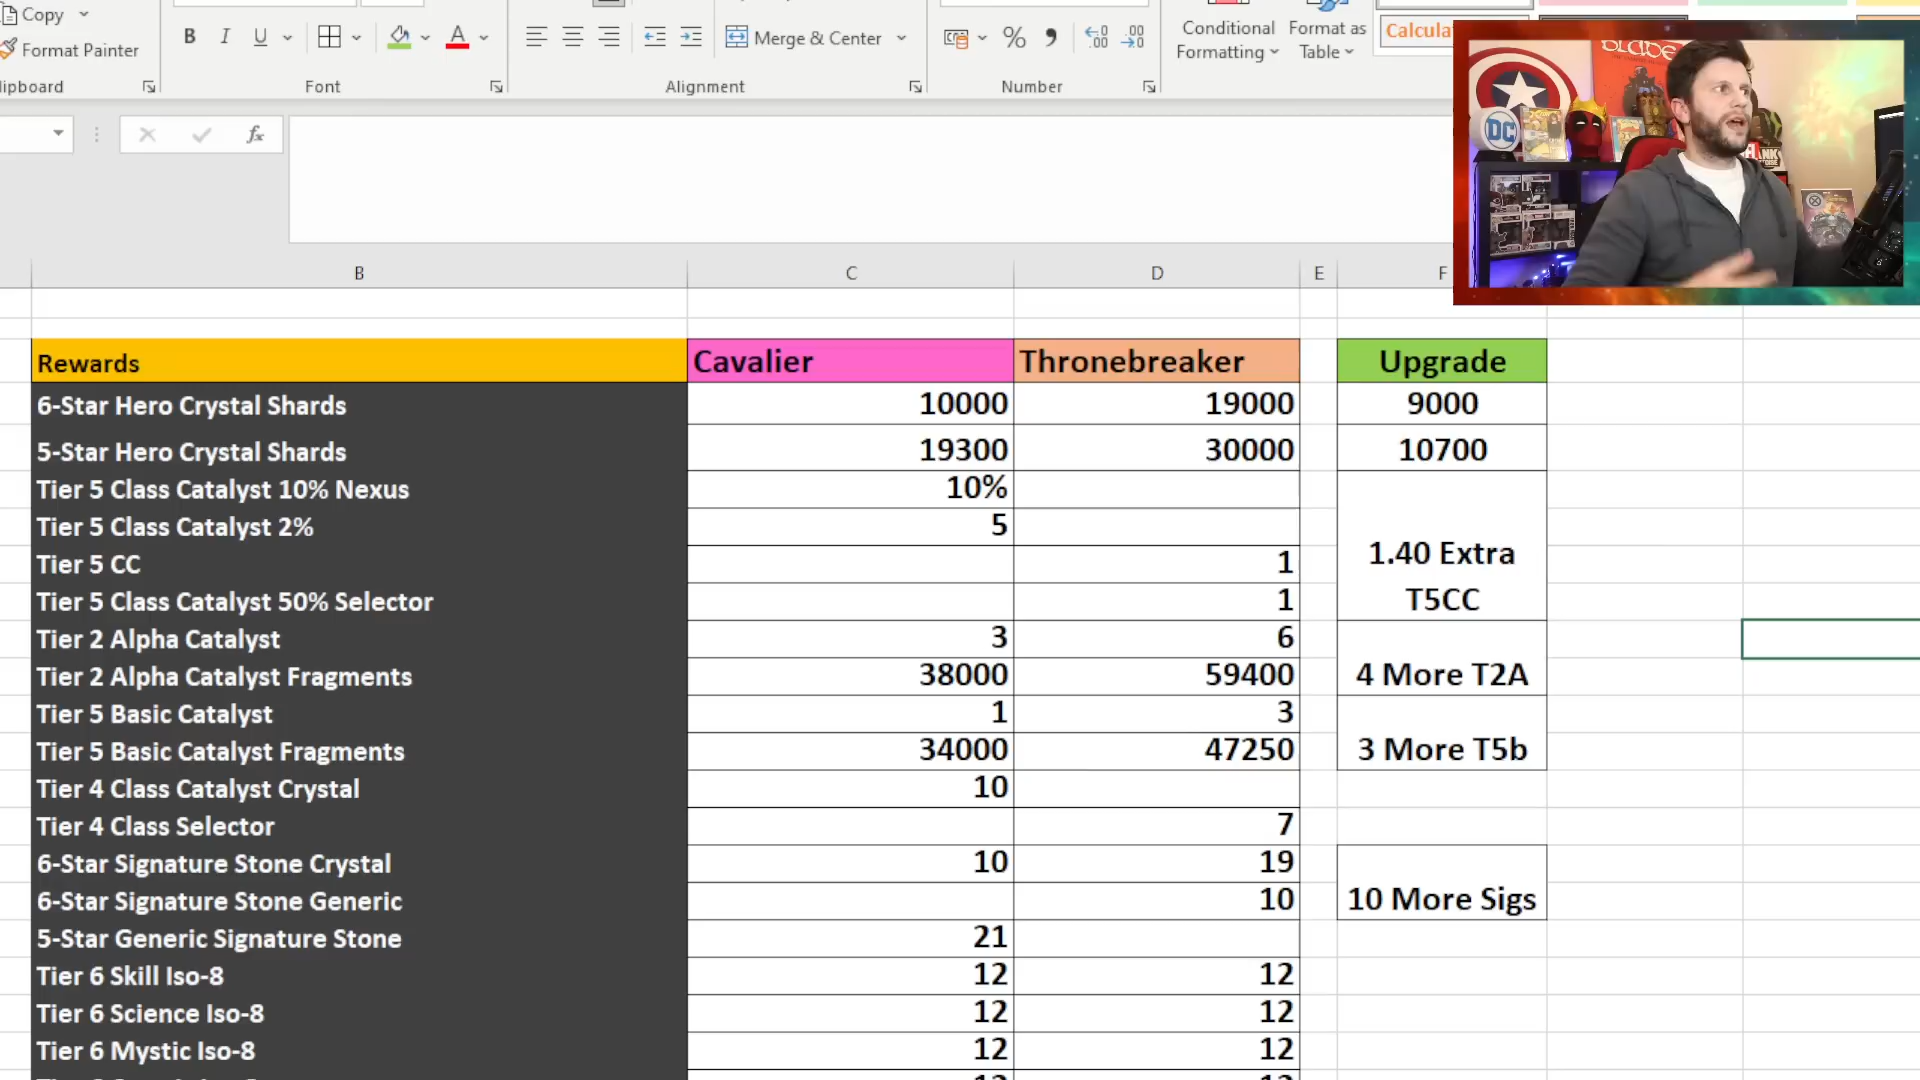 Copy
Format Painter
B I U
Merge & Center
%
Conditional Formatting
Format as Table
Font
Alignment
Number
fx
B C D E F
DC
Rewards Cavalier Thronebreaker Upgrade
6-Star Hero Crystal Shards 10000 19000 9000
5-Star Hero Crystal Shards 19300 30000 10700
Tier 5 Class Catalyst 10% Nexus 10%
Tier 5 Class Catalyst 2% 5
Tier 5 CC 1 1.40 Extra
Tier 5 Class Catalyst 50% Selector 1 T5CC
Tier 2 Alpha Catalyst 3 6
Tier 2 Alpha Catalyst Fragments 38000 59400 4 More T2A
Tier 5 Basic Catalyst 1 3
Tier 5 Basic Catalyst Fragments 34000 47250 3 More T5b
Tier 4 Class Catalyst Crystal 10
Tier 4 Class Selector 7
6-Star Signature Stone Crystal 10 19
6-Star Signature Stone Generic 10 10 More Sigs
5-Star Generic Signature Stone 21
Tier 6 Skill Iso-8 12 12
Tier 6 Science Iso-8 12 12
Tier 6 Mystic Iso-8 12 12